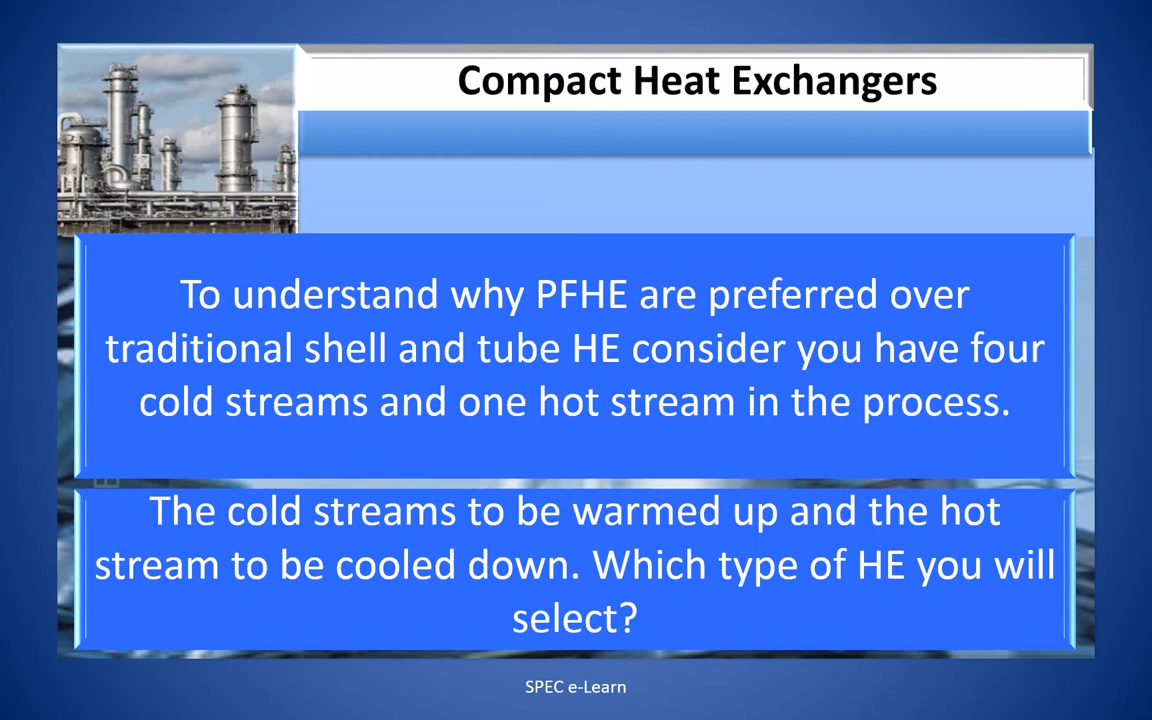 Compact Heat Exchangers
To understand why PFHE are preferred over
traditional shell and tube HE consider you have four
cold streams and one hot stream in the process.
The cold streams to be warmed up and the hot
stream to be cooled down. Which type of HE you will
select?
SPEC e-Learn